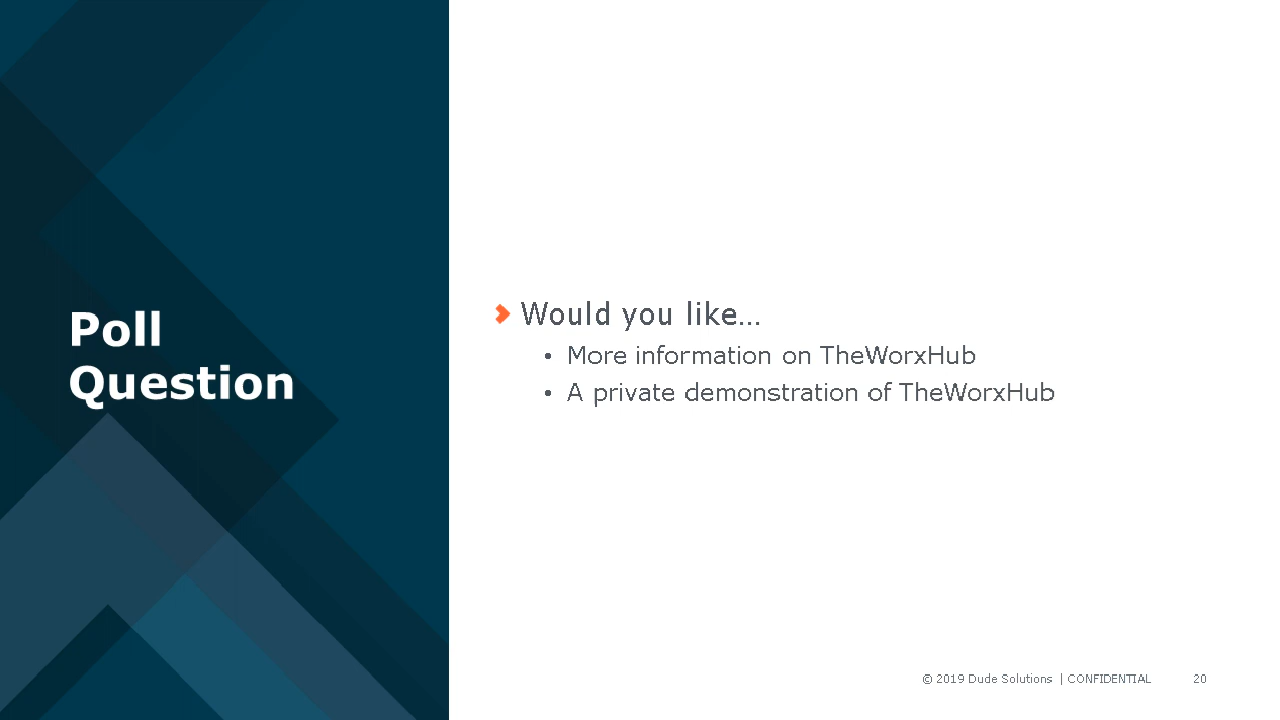 Poll
Question
Would you like…
• More information on TheWorxHub
• A private demonstration of TheWorxHub
© 2019 Dude Solutions | CONFIDENTIAL 20